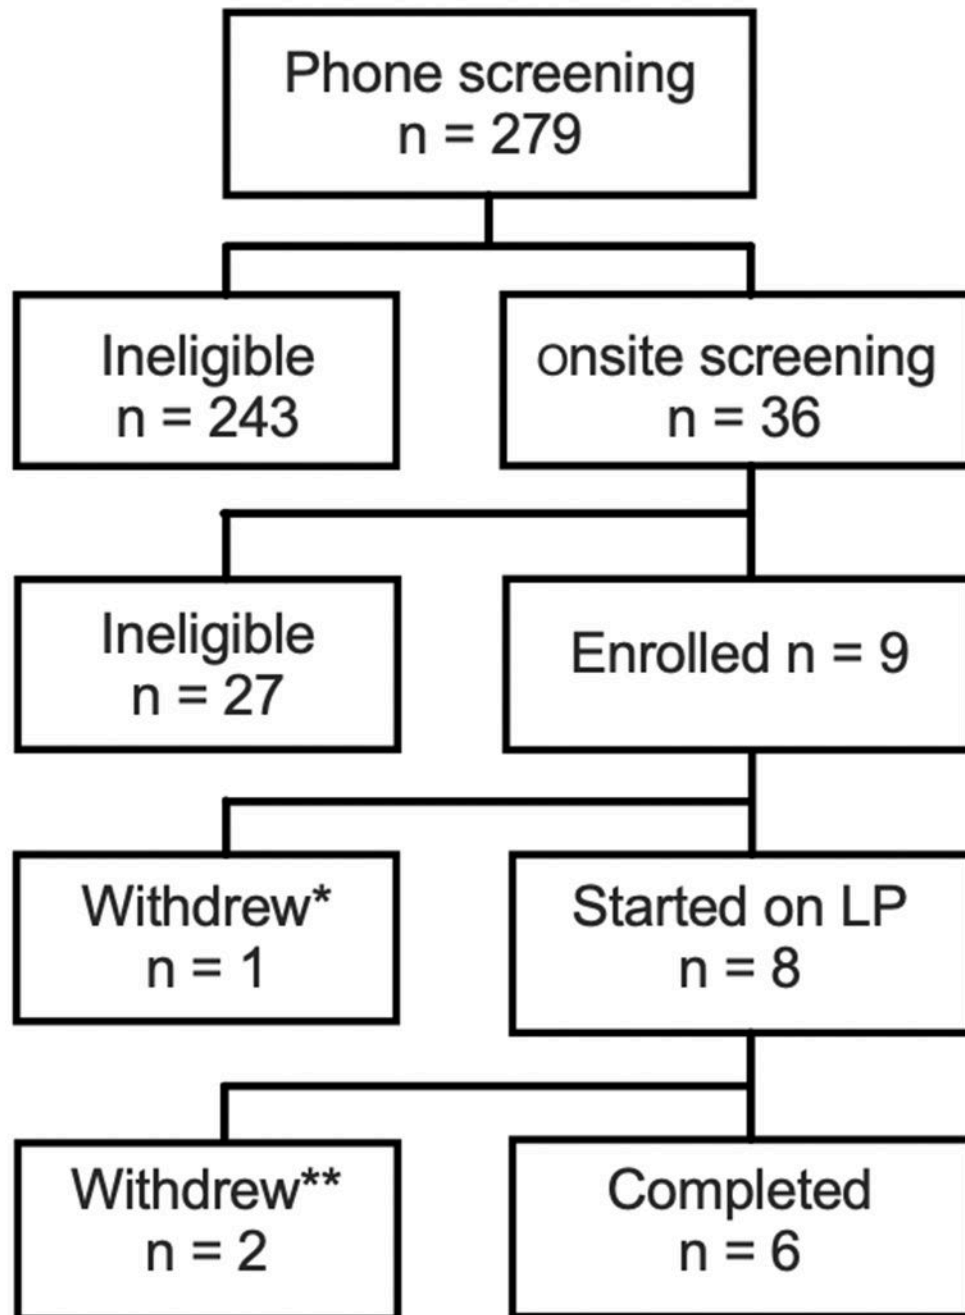 Phone screening
n = 279
Ineligible
n = 243
onsite screening
n = 36
Ineligible
n = 27
Enrolled n = 9
Withdrew*
n = 1
Started on LP
n = 8
Withdrew**
n = 2
Completed
n = 6